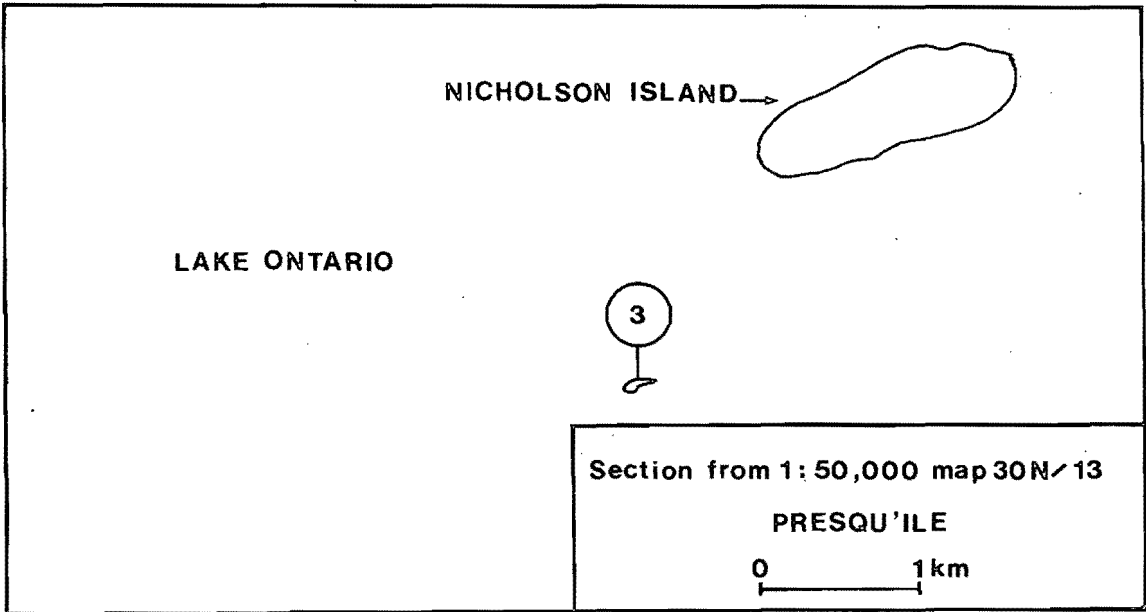 NICHOLSON ISLAND
LAKE ONTARIO
3
Section from 1:50,000 map 30N/13
PRESQU'ILE
0 1km